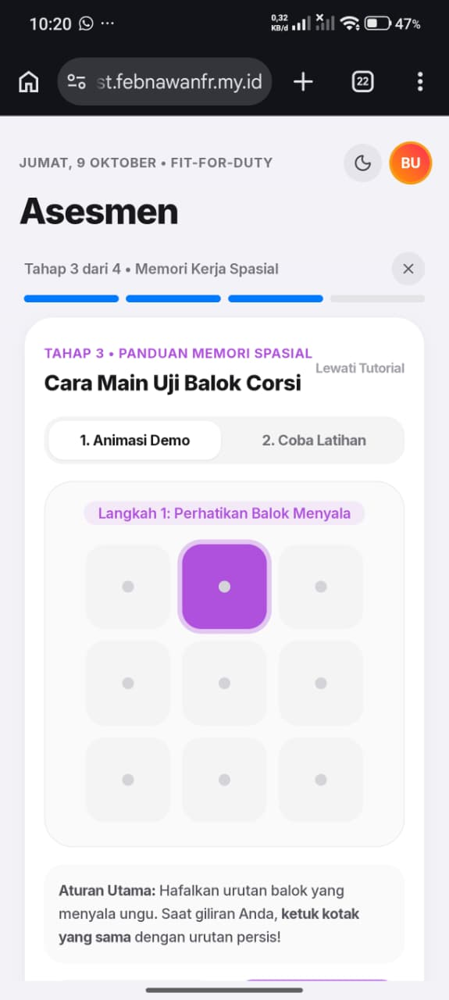 10:20
0,32
KB/d
47%
st.febnawanfr.my.id
22
JUMAT, 9 OKTOBER • FIT-FOR-DUTY
BU
Asesmen
Tahap 3 dari 4 • Memori Kerja Spasial
TAHAP 3 • PANDUAN MEMORI SPASIAL
Lewati Tutorial
Cara Main Uji Balok Corsi
1. Animasi Demo
2. Coba Latihan
Langkah 1: Perhatikan Balok Menyala
Aturan Utama: Hafalkan urutan balok yang
menyala ungu. Saat giliran Anda, ketuk kotak
yang sama dengan urutan persis!